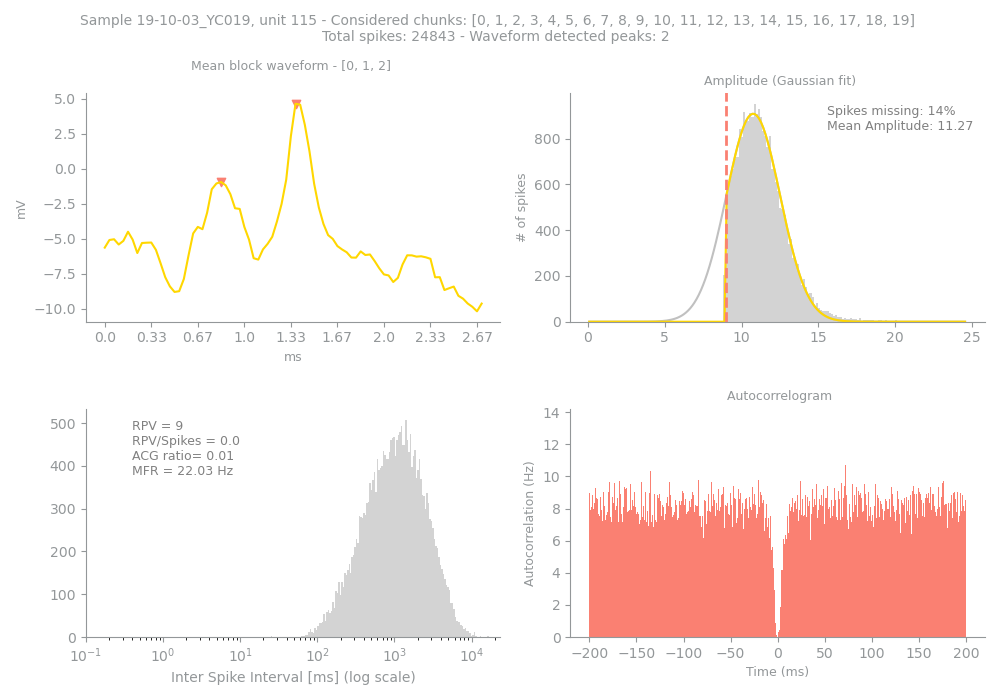 Sample 19-10-03_YC019, unit 115 - Considered chunks: [0, 1, 2, 3, 4, 5, 6, 7, 8, 9, 10, 11, 12, 13, 14, 15, 16, 17, 18, 19]
Total spikes: 24843 - Waveform detected peaks: 2
Mean block waveform - [0, 1, 2]
mV
5.0
2.5
0.0
−2.5
−5.0
−7.5
−10.0
0.0 0.33 0.67 1.0 1.33 1.67 2.0 2.33 2.67
ms
Amplitude (Gaussian fit)
Spikes missing: 14%
Mean Amplitude: 11.27
# of spikes
800
600
400
200
0
0 5 10 15 20 25
500
400
300
200
100
0
RPV = 9
RPV/Spikes = 0.0
ACG ratio= 0.01
MFR = 22.03 Hz
10⁻¹ 10⁰ 10¹ 10² 10³ 10⁴
Inter Spike Interval [ms] (log scale)
Autocorrelogram
Autocorrelation (Hz)
14
12
10
8
6
4
2
0
−200 −150 −100 −50 0 50 100 150 200
Time (ms)